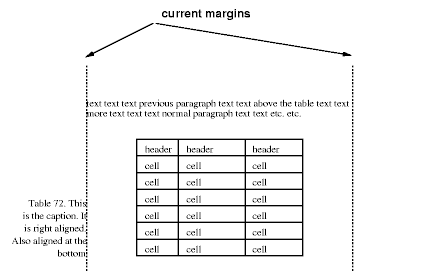 current margins
text text text previous paragraph text text above the table text text
more text text text normal paragraph text text etc. etc.
header header header
cell cell cell
cell cell cell
cell cell cell
cell cell cell
cell cell cell
cell cell cell
Table 72. This
is the caption. It
is right aligned.
Also aligned at the
bottom